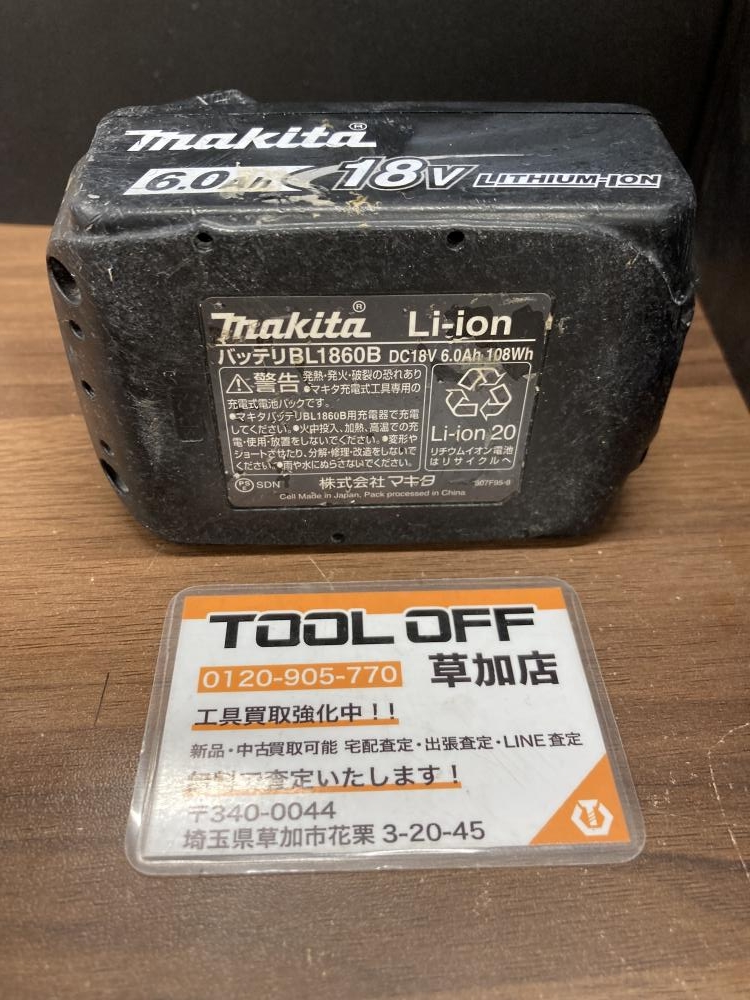 makita®
6.0Ah 18V LITHIUM-ION
makita® Li-ion
バッテリBL1860B DC18V 6.0Ah 108Wh
警告 発熱・発火・破裂の恐れあり
●マキタ充電式工具専用の
充電式電池パックです。
●マキタバッテリBL1860B用充電器で充電
してください。●火中投入、加熱、高温での充
電・使用・放置をしないでください。●変形や
ショートさせたり、分解・修理・改造をしないでく
ださい。●雨や水にぬらさないでください。
Li-ion 20
リチウムイオン電池
はリサイクルへ
PS E SDN 株式会社マキタ
Cell Made in Japan, Pack processed in China
TOOL OFF
0120-905-770 草加店
工具買取強化中!!
新品・中古買取可能 宅配査定・出張査定・LINE査定
無料で査定いたします!
〒340-0044
埼玉県草加市花栗 3-20-45